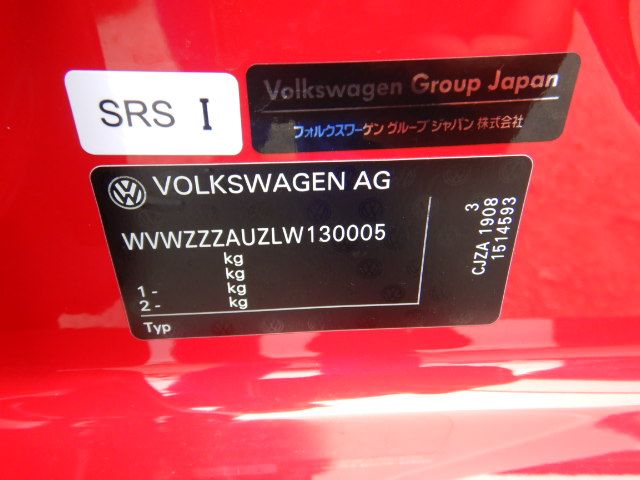 SRS I
Volkswagen Group Japan
フォルクスワーゲン グループ ジャパン 株式会社
VOLKSWAGEN AG
WVWZZZAUZLW130005
kg
kg
1 - kg
2 - kg
Typ
3
CJZA 1908
1514593